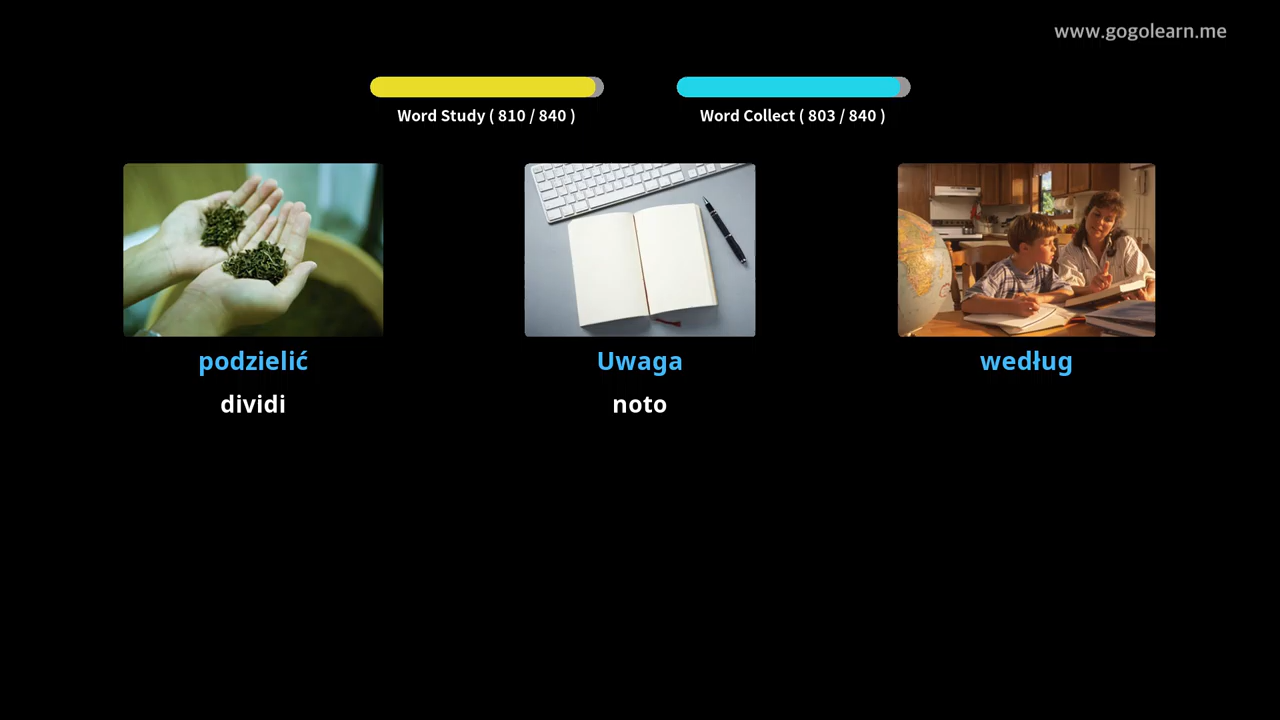 www.gogolearn.me
Word Study ( 810 / 840 )
Word Collect ( 803 / 840 )
podzielić
Uwaga
według
dividi
noto